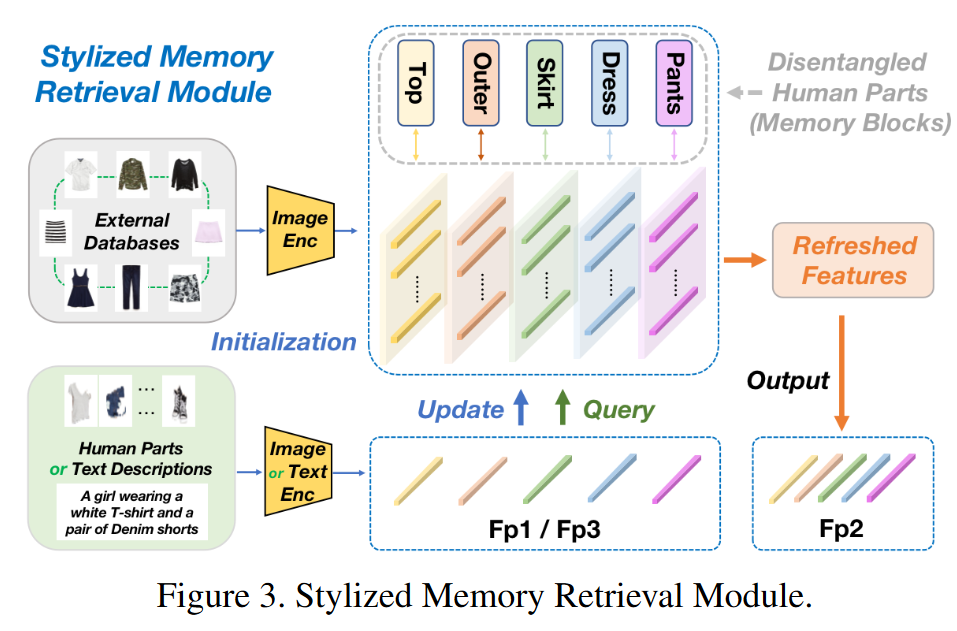 Stylized Memory
Retrieval Module
Top
Outer
Skirt
Dress
Pants
Disentangled
Human Parts
(Memory Blocks)
External
Databases
Image
Enc
Initialization
Refreshed
Features
Output
Update
Query
... 
...
Human Parts
or Text Descriptions
A girl wearing a
white T-shirt and a
pair of Denim shorts
Image
or Text
Enc
Fp1 / Fp3
Fp2
Figure 3. Stylized Memory Retrieval Module.